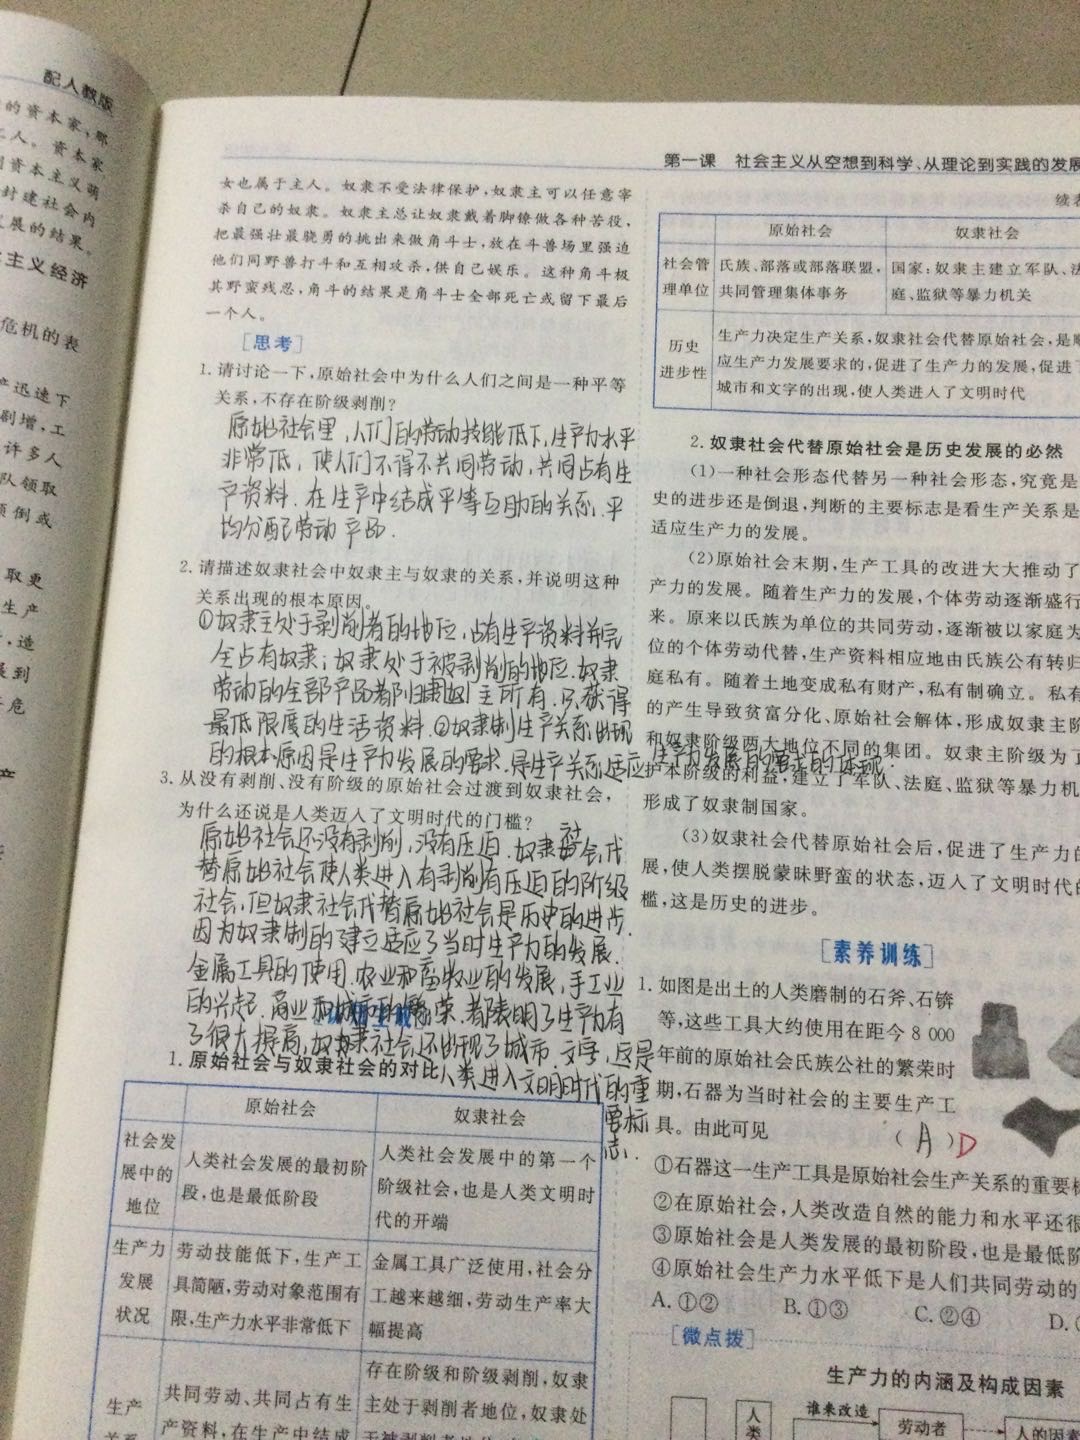 配人教版
的资本家,那
工人。资本家
国资本主义萌
封建社会内
发展的结果。
主义经济
危机的表
产迅速下
剧增,工
许多人
队领取
倾倒或
取更
生产
,造
展到
危
产
第一课 社会主义从空想到科学、从理论到实践的发展
女也属于主人。奴隶不受法律保护,奴隶主可以任意宰
杀自己的奴隶。奴隶主总让奴隶戴着脚镣做各种苦役,
把最强壮最骁勇的挑出来做角斗士,放在斗兽场里强迫
他们同野兽打斗和互相攻杀,供自己娱乐。这种角斗极
其野蛮残忍,角斗的结果是角斗士全部死亡或留下最后
一个人。
[思考]
1.请讨论一下,原始社会中为什么人们之间是一种平等
关系,不存在阶级剥削?
原始社会里,人们的劳动技能低下,生产力水平
非常低,使人们不得不共同劳动,共同占有生
产资料.在生产中结成平等互助的关系.平
均分配劳动产品.
2.请描述奴隶社会中奴隶主与奴隶的关系,并说明这种
关系出现的根本原因。
①奴隶主处于剥削者的地位,占有生产资料并完
全占有奴隶;奴隶处于被剥削的地位.奴隶
劳动的全部产品都归奴隶主所有.只获得
最低限度的生活资料.②奴隶制生产关系出现
的根本原因是生产力发展的要求.是生产关系适应生产力发展的要求的体现.
3.从没有剥削、没有阶级的原始社会过渡到奴隶社会,
为什么还说是人类迈入了文明时代的门槛?
原始社会还没有剥削,没有压迫.奴隶社会代
替原始社会使人类进入有剥削有压迫的阶级
社会,但奴隶社会代替原始社会是历史的进步.
因为奴隶制的建立适应了当时生产力的发展.
金属工具的使用.农业和畜牧业的发展,手工业
的兴起.商业和城市的繁荣.都表明了生产力有
了很大提高,奴隶社会还出现了城市 文字,这是
人类进入文明时代的重
要标
志.
1.原始社会与奴隶社会的对比
原始社会 奴隶社会
社会发
展中的
地位
人类社会发展的最初阶
段,也是最低阶段
人类社会发展中的第一个
阶级社会,也是人类文明时
代的开端
生产力
发展
状况
劳动技能低下,生产工
具简陋,劳动对象范围有
限,生产力水平非常低下
金属工具广泛使用,社会分
工越来越细,劳动生产率大
幅提高
生产
关系
共同劳动、共同占有生
产资料,在生产中结成
存在阶级和阶级剥削,奴隶
主处于剥削者地位,奴隶处
续表
原始社会 奴隶社会
社会管
理单位
氏族、部落或部落联盟,
共同管理集体事务
国家:奴隶主建立军队、法
庭、监狱等暴力机关
历史
进步性
生产力决定生产关系,奴隶社会代替原始社会,是顺
应生产力发展要求的,促进了生产力的发展,促进了
城市和文字的出现,使人类进入了文明时代
2.奴隶社会代替原始社会是历史发展的必然
(1)一种社会形态代替另一种社会形态,究竟是
史的进步还是倒退,判断的主要标志是看生产关系是
适应生产力的发展。
(2)原始社会末期,生产工具的改进大大推动了
产力的发展。随着生产力的发展,个体劳动逐渐盛行
来。原来以氏族为单位的共同劳动,逐渐被以家庭为
位的个体劳动代替,生产资料相应地由氏族公有转归
庭私有。随着土地变成私有财产,私有制确立。私有
的产生导致贫富分化、原始社会解体,形成奴隶主阶
和奴隶阶级两大地位不同的集团。奴隶主阶级为了
护本阶级的利益,建立了军队、法庭、监狱等暴力机
形成了奴隶制国家。
(3)奴隶社会代替原始社会后,促进了生产力的
展,使人类摆脱蒙昧野蛮的状态,迈入了文明时代的
槛,这是历史的进步。
[素养训练]
1.如图是出土的人类磨制的石斧、石锛
等,这些工具大约使用在距今8 000
年前的原始社会氏族公社的繁荣时
期,石器为当时社会的主要生产工
具。由此可见 (A) D
①石器这一生产工具是原始社会生产关系的重要标
②在原始社会,人类改造自然的能力和水平还很
③原始社会是人类发展的最初阶段,也是最低阶
④原始社会生产力水平低下是人们共同劳动的
A.①② B.①③ C.②④ D.
[微点拨]
生产力的内涵及构成因素
人类
谁来改造
劳动者
人的因素